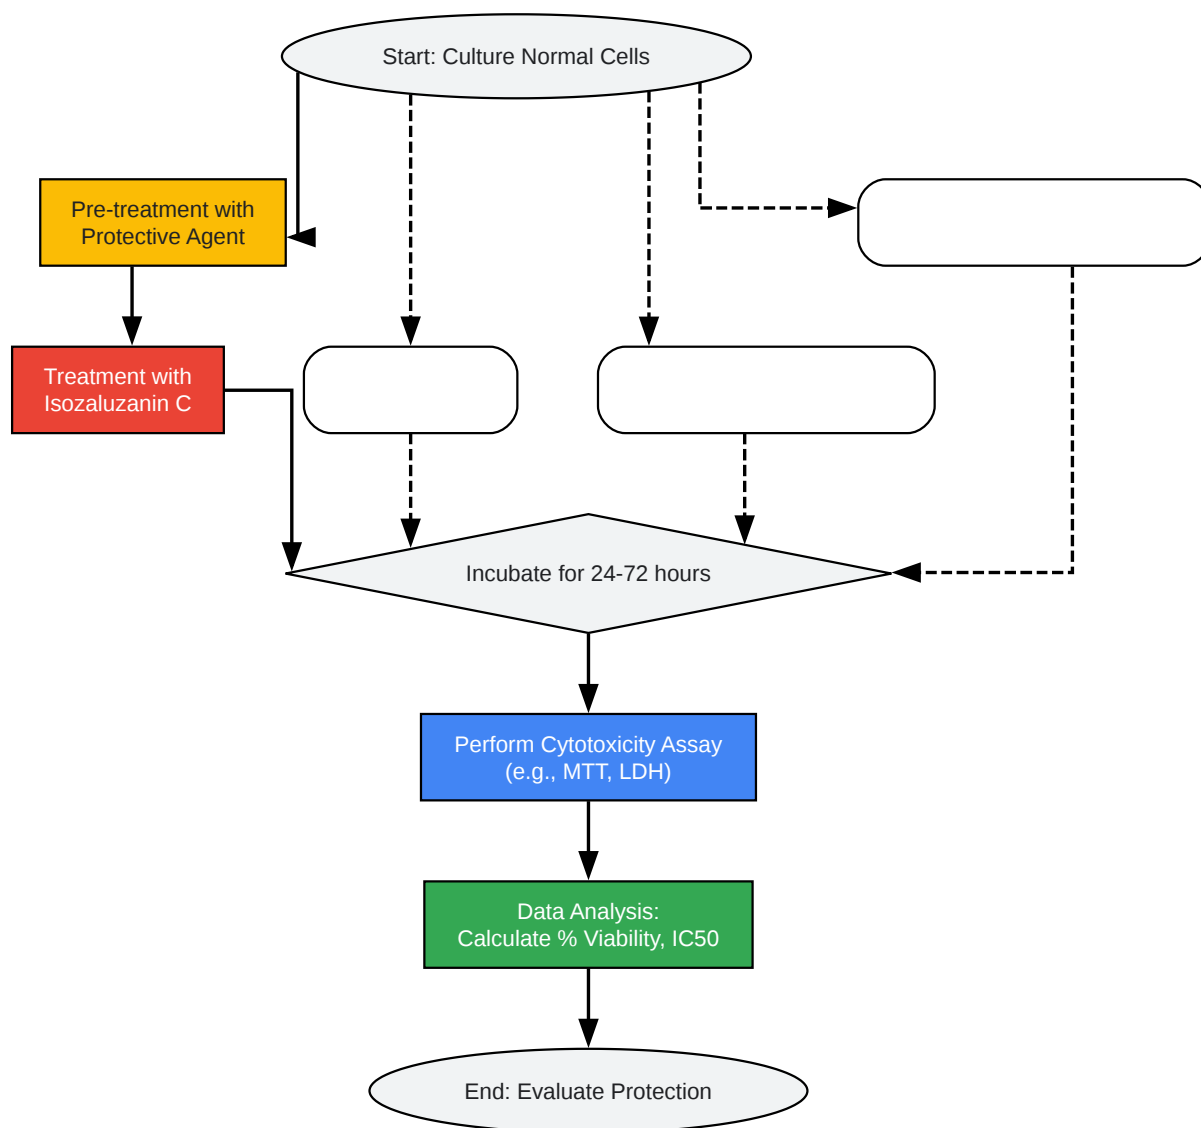 Start: Culture Normal Cells
Pre-treatment with
Protective Agent
Treatment with
Isozaluzanin C
Incubate for 24-72 hours
Perform Cytotoxicity Assay
(e.g., MTT, LDH)
Data Analysis:
Calculate % Viability, IC50
End: Evaluate Protection